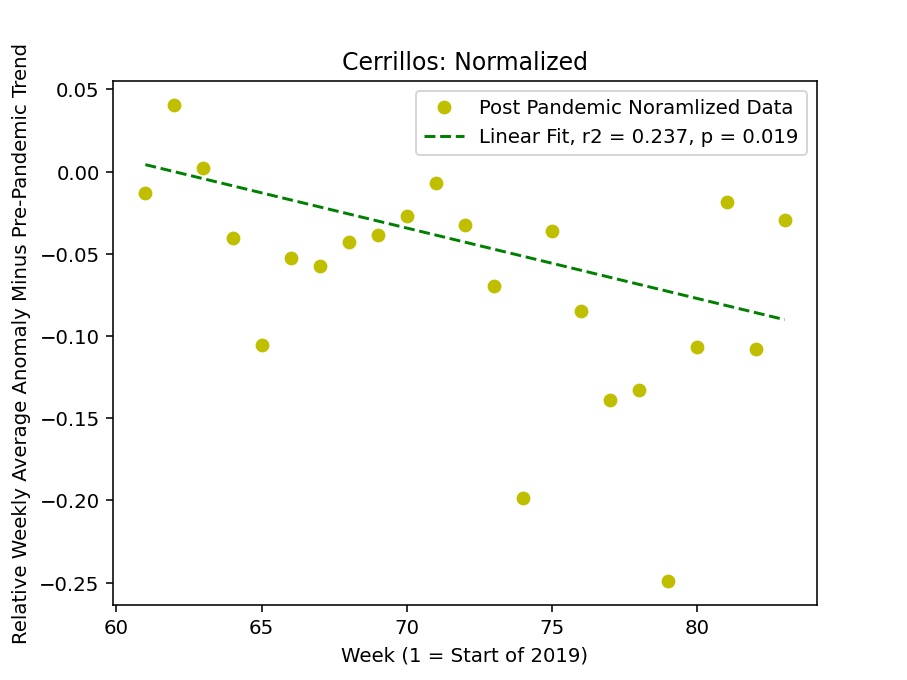 Cerrillos: Normalized
Relative Weekly Average Anomaly Minus Pre-Pandemic Trend
0.05
0.00
−0.05
−0.10
−0.15
−0.20
−0.25
Post Pandemic Noramlized Data
Linear Fit, r2 = 0.237, p = 0.019
60
65
70
75
80
Week (1 = Start of 2019)